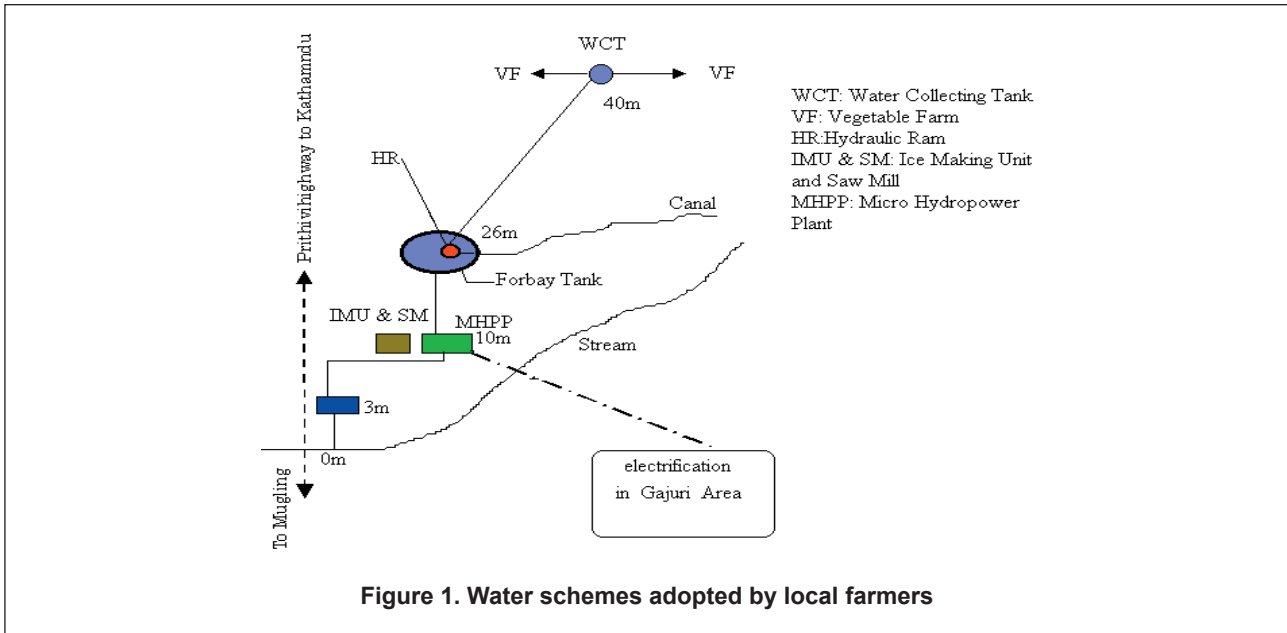 WCT
VF
VF
40m
WCT: Water Collecting Tank
VF: Vegetable Farm
HR:Hydraulic Ram
IMU & SM: Ice Making Unit
and Saw Mill
MHPP: Micro Hydropower
Plant
Prithivihighway to Kathamndu
HR
Canal
26m
Forbay Tank
IMU & SM
MHPP
10m
Stream
3m
0m
To Mugling
electrification
in Gajuri Area
Figure 1. Water schemes adopted by local farmers